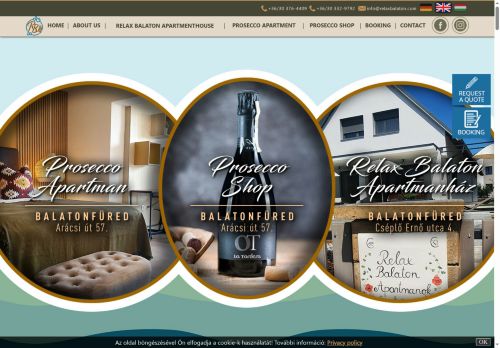 +36/30 376-4409 +36/30 332-9792 info@relaxbalaton.com
HOME | ABOUT US | RELAX BALATON APARTMENTHOUSE | PROSECCO APARTMENT | PROSECCO SHOP | BOOKING | CONTACT
REQUEST
A QUOTE
BOOKING
Prosecco
Apartman
BALATONFÜRED
Arácsi út 57.
Prosecco
Shop
BALATONFÜRED
Arácsi út 57.
OT
Relax Balaton
Apartmanház
BALATONFÜRED
Cséplő Ernő utca 4
Relax
Balaton
Apartmanok
Az oldal böngészésével Ön elfogadja a cookie-k használatát! További információ: Privacy policy OK